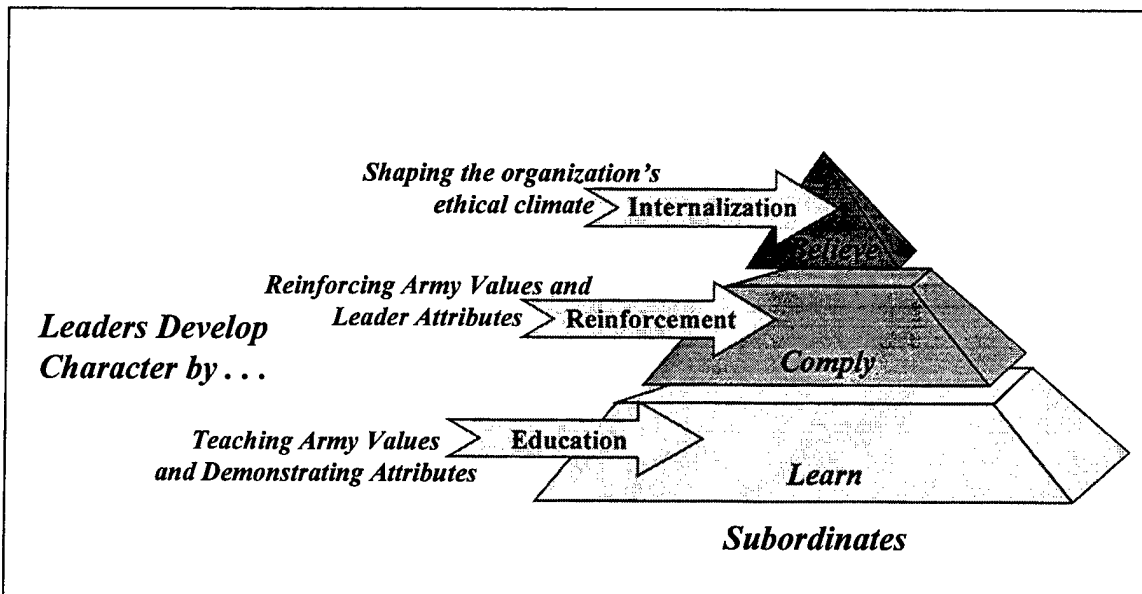 Shaping the organization's
ethical climate
Internalization
Believe
Reinforcing Army Values and
Leader Attributes
Reinforcement
Comply
Leaders Develop
Character by . . .
Teaching Army Values
and Demonstrating Attributes
Education
Learn
Subordinates